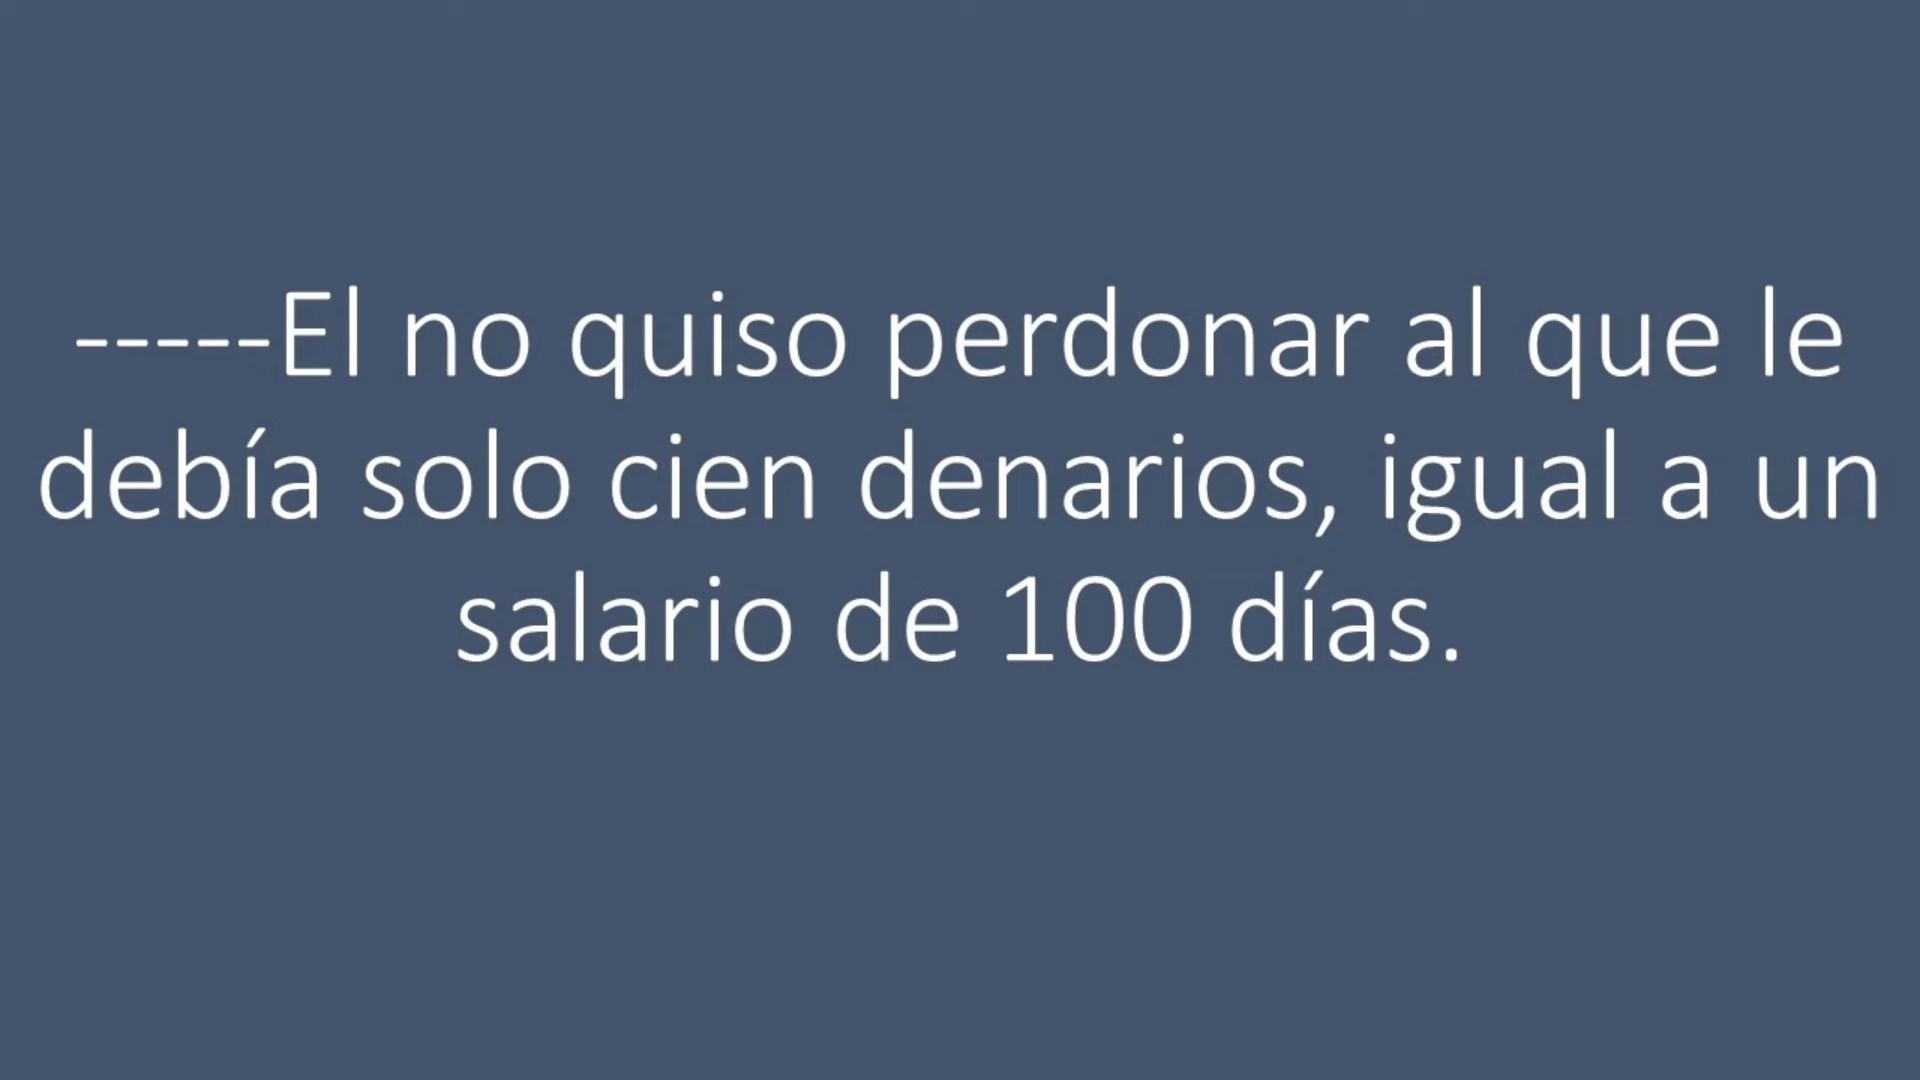 -----El no quiso perdonar al que le
debía solo cien denarios, igual a un
salario de 100 días.